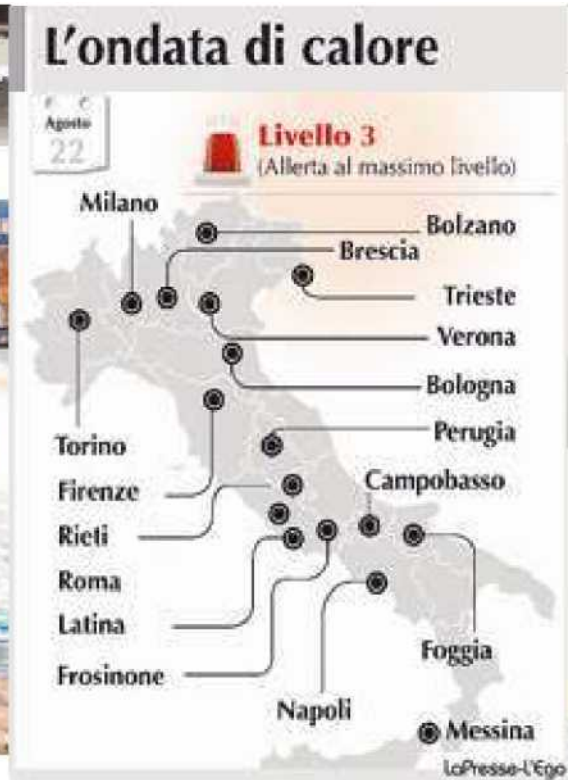 L'ondata di calore
Agosto
22
Livello 3
(Allerta al massimo livello)
Milano
Bolzano
Brescia
Trieste
Verona
Bologna
Perugia
Torino
Firenze
Campobasso
Rieti
Roma
Latina
Foggia
Frosinone
Napoli
Messina
LaPresse-L'Ego